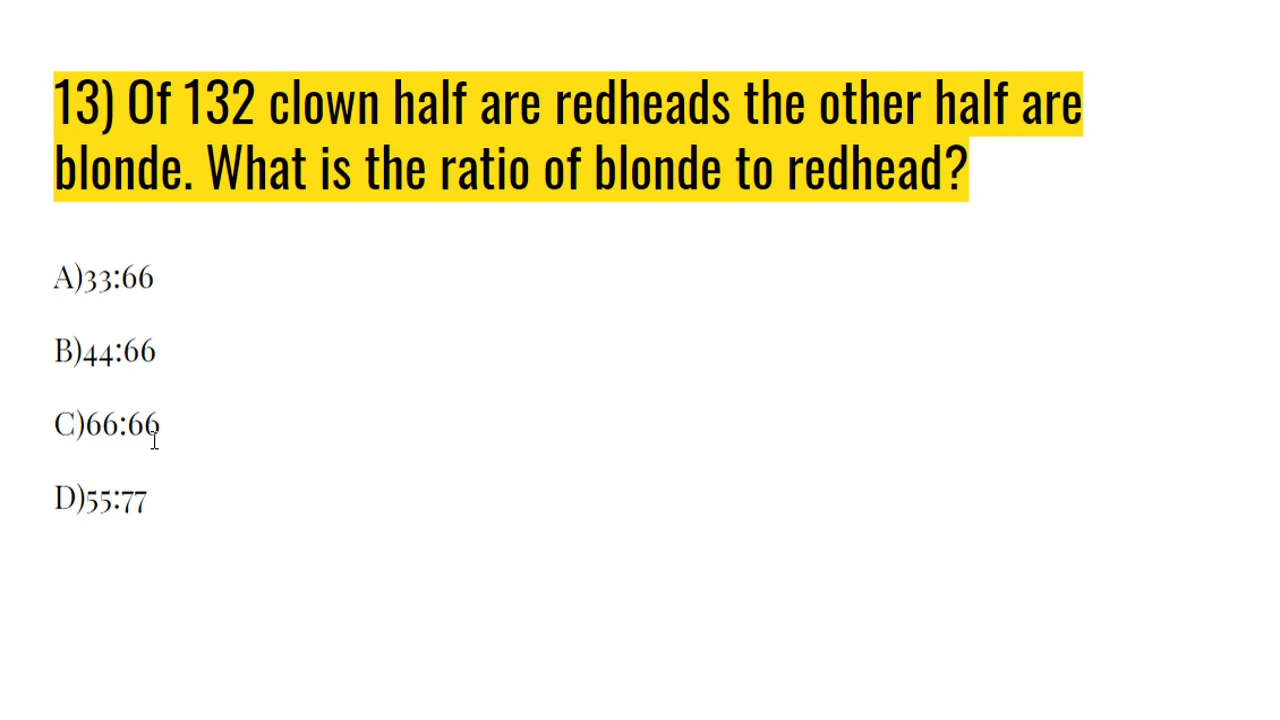 13) Of 132 clown half are redheads the other half are
blonde. What is the ratio of blonde to redhead?
A)33:66
B)44:66
C)66:66
D)55:77